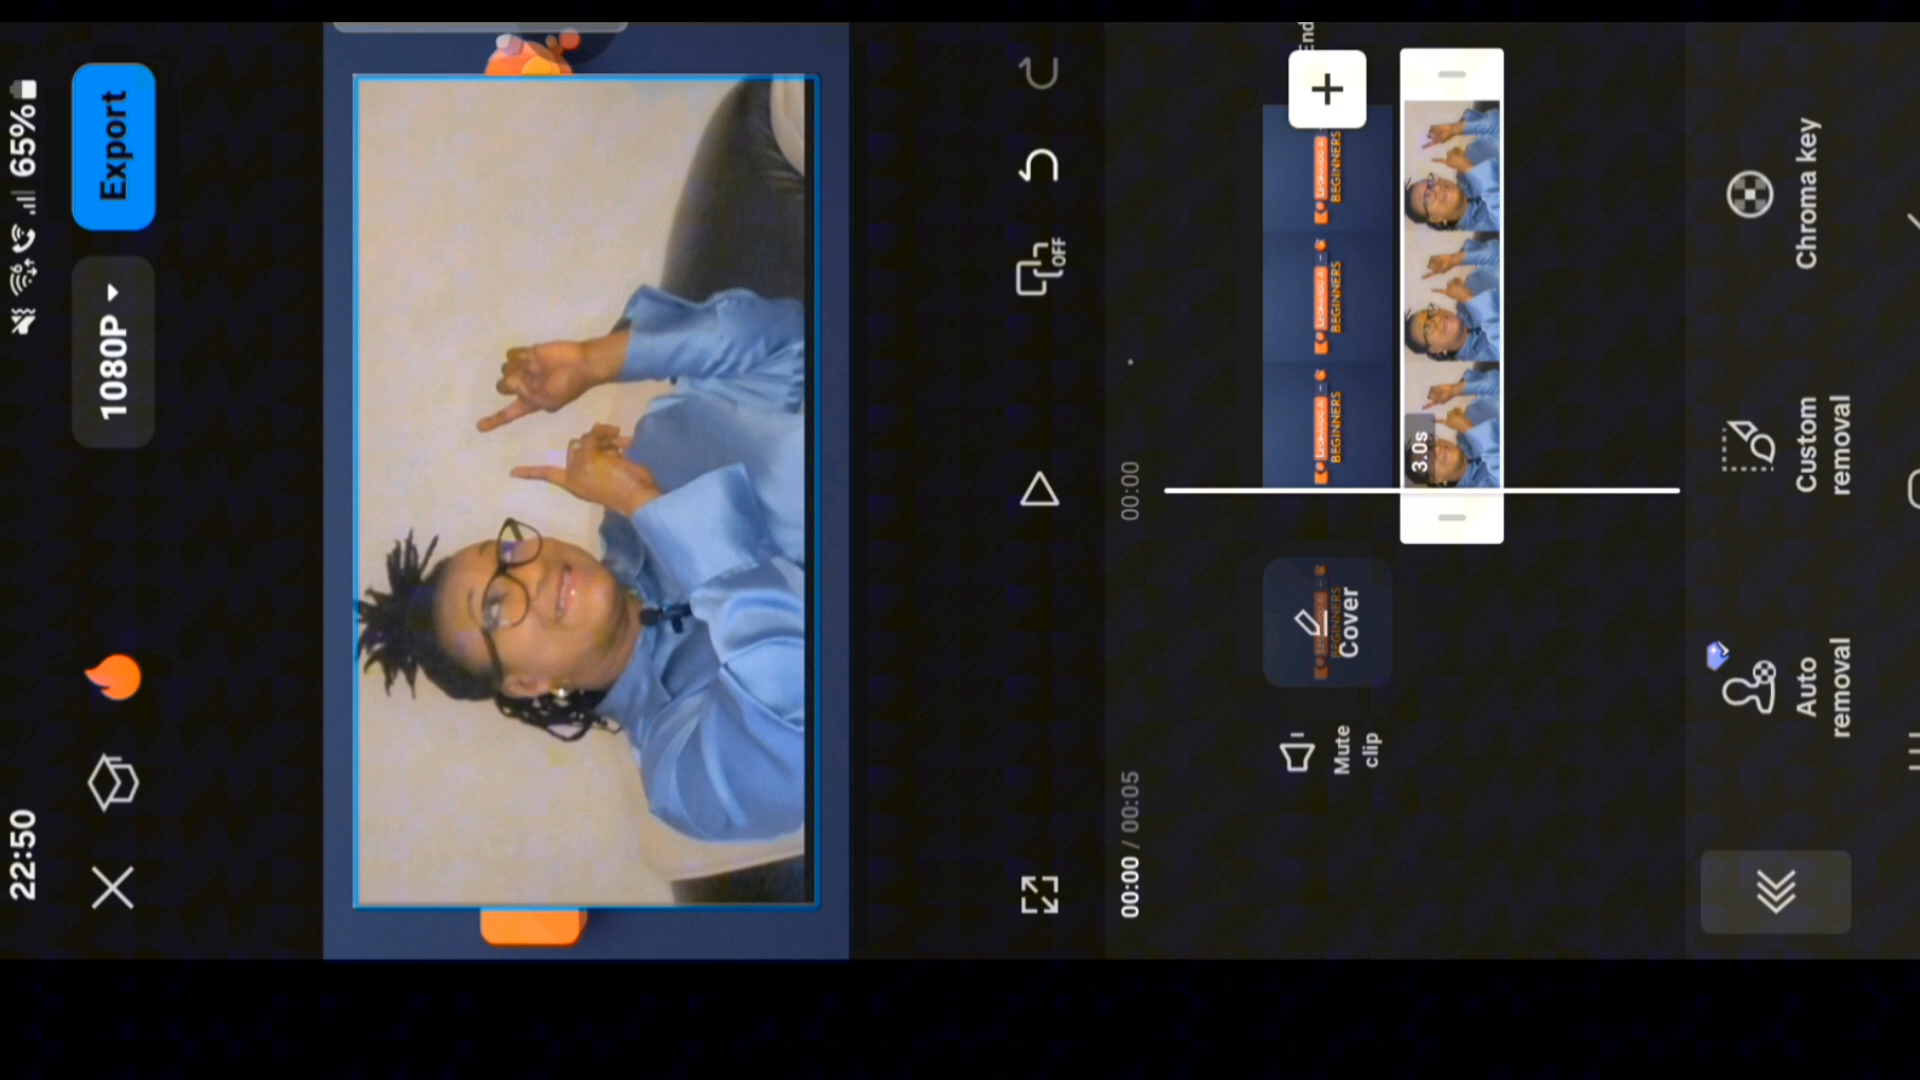 22:50
65%
1080P
Export
OFF
00:00 / 00:05
00:00
End
Mute
clip
Cover
BEGINNERS
BEGINNERS
BEGINNERS
BEGINNERS
3.0s
Auto
removal
Custom
removal
Chroma key